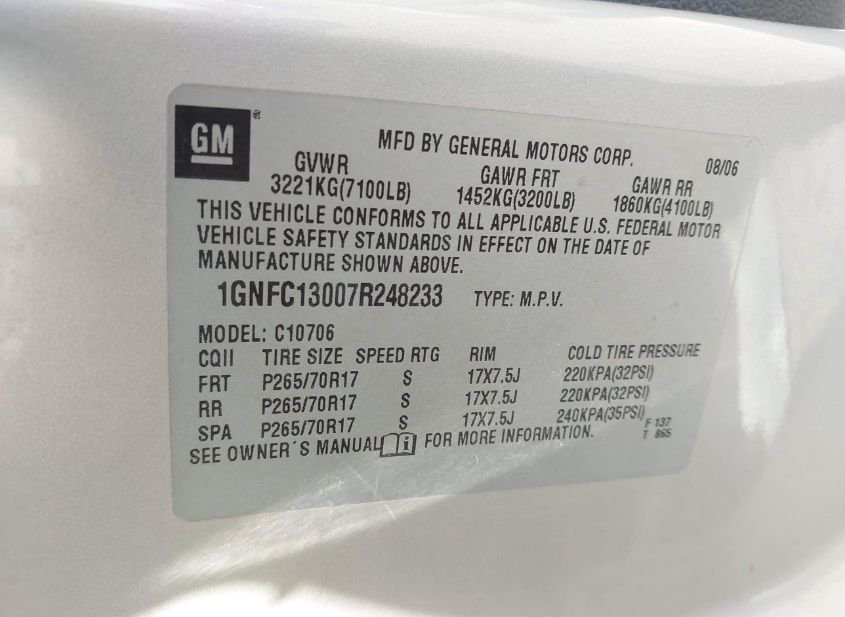 GM ®
MFD BY GENERAL MOTORS CORP. 08/06
GVWR GAWR FRT GAWR RR
3221KG(7100LB) 1452KG(3200LB) 1860KG(4100LB)
THIS VEHICLE CONFORMS TO ALL APPLICABLE U.S. FEDERAL MOTOR
VEHICLE SAFETY STANDARDS IN EFFECT ON THE DATE OF
MANUFACTURE SHOWN ABOVE.
1GNFC13007R248233 TYPE: M.P.V.
MODEL: C10706
CQII TIRE SIZE SPEED RTG RIM COLD TIRE PRESSURE
FRT P265/70R17 S 17X7.5J 220KPA(32PSI)
RR P265/70R17 S 17X7.5J 220KPA(32PSI)
SPA P265/70R17 S 17X7.5J 240KPA(35PSI)
F 137
SEE OWNER´S MANUAL i FOR MORE INFORMATION. T 865